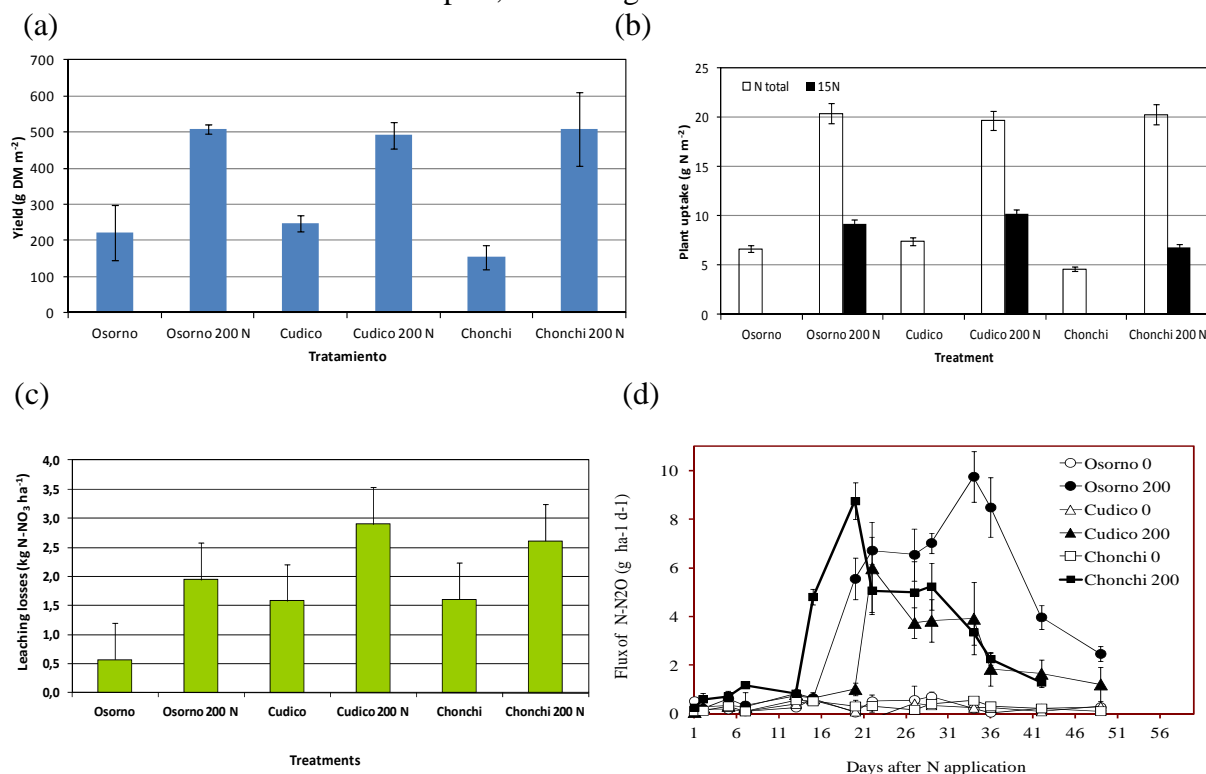 (a)
(b)
700
600
500
400
300
200
100
0
Yield (g DM m⁻²)
Osorno Osorno 200 N Cudico Cudico 200 N Chonchi Chonchi 200 N
Tratamiento
25
20
15
10
5
0
Plant uptake (g N m⁻²)
N total 15N
Osorno Osorno 200 N Cudico Cudico 200 N Chonchi Chonchi 200 N
Treatment
(c)
(d)
4,0
3,5
3,0
2,5
2,0
1,5
1,0
0,5
0,0
Leaching losses (kg N-NO₃ ha⁻¹)
Osorno Osorno 200 N Cudico Cudico 200 N Chonchi Chonchi 200 N
Treatments
10
8
6
4
2
0
Flux of N-N2O (g ha-1 d-1)
Osorno 0
Osorno 200
Cudico 0
Cudico 200
Chonchi 0
Chonchi 200
1 6 11 16 21 26 31 36 41 46 51 56
Days after N application